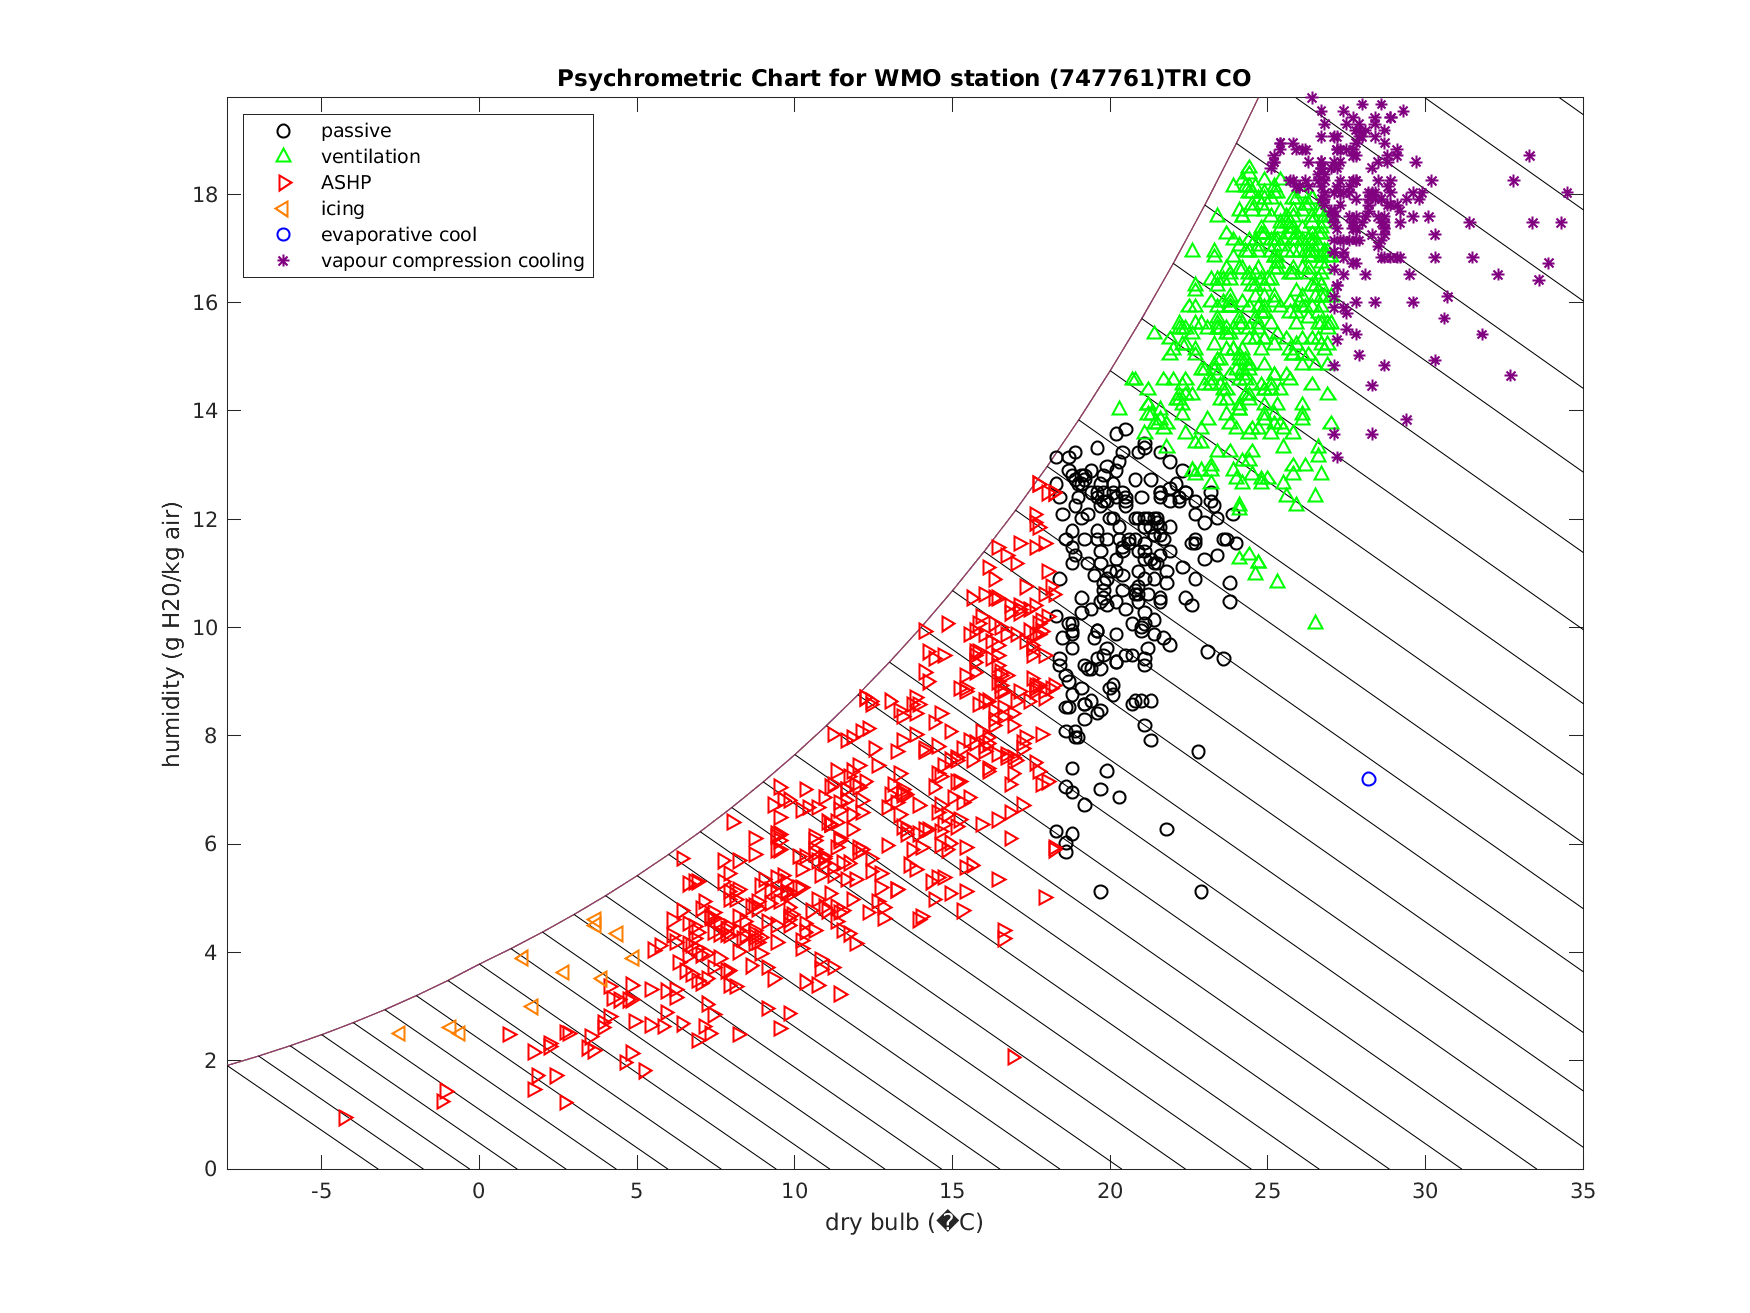 Psychrometric Chart for WMO station (747761)TRI CO
passive
ventilation
ASHP
icing
evaporative cool
vapour compression cooling
humidity (g H20/kg air)
18
16
14
12
10
8
6
4
2
0
-5 0 5 10 15 20 25 30 35
dry bulb (�C)